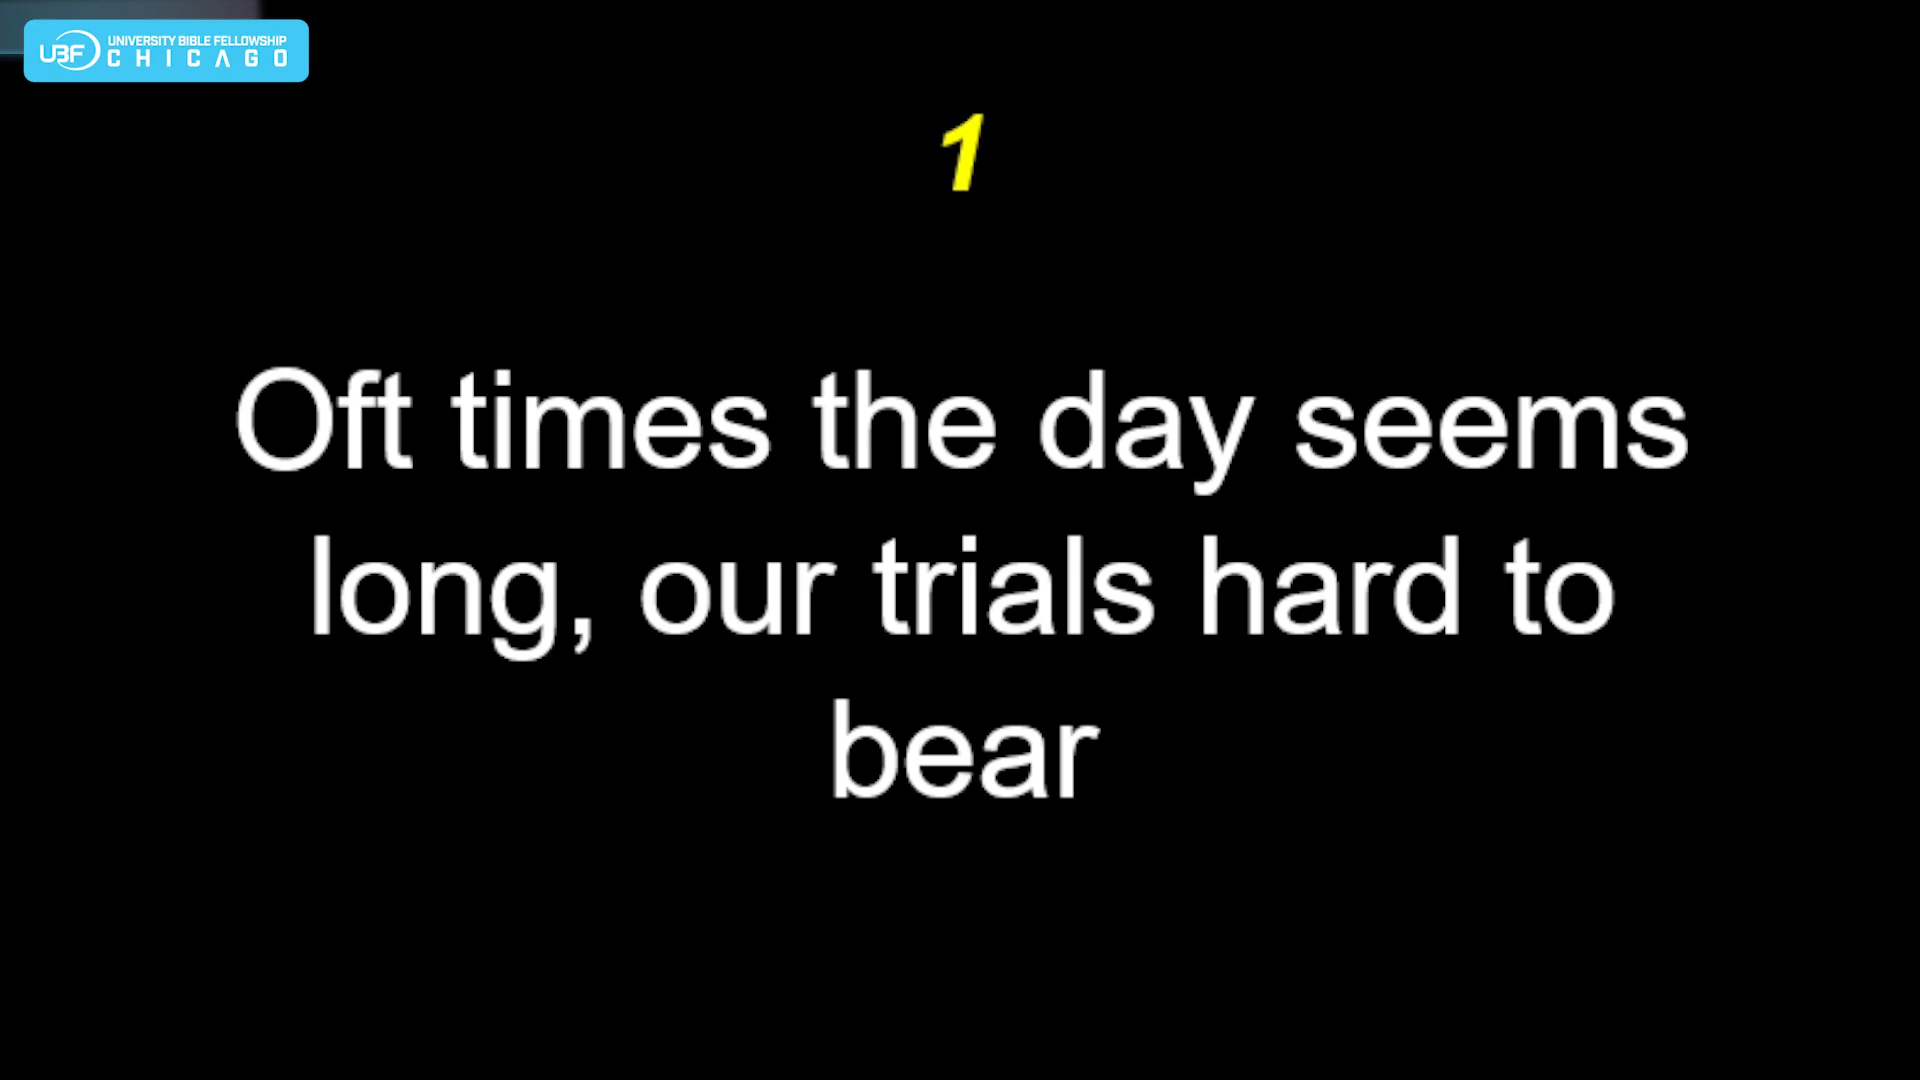 UBF UNIVERSITY BIBLE FELLOWSHIP
CHICAGO
1
Oft times the day seems
long, our trials hard to
bear